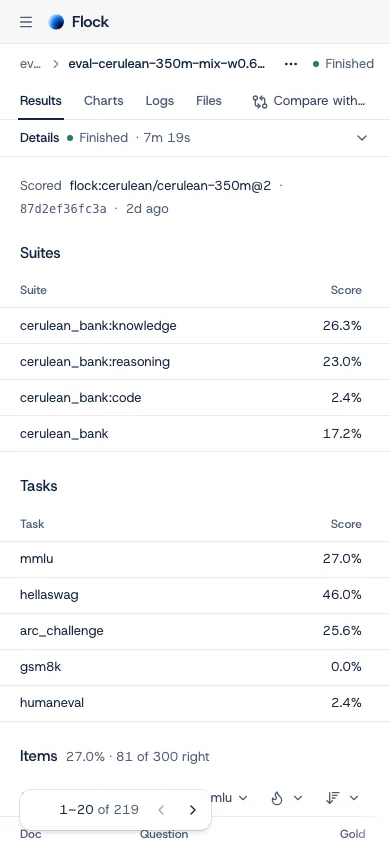 Flock
ev... > eval-cerulean-350m-mix-w0.6... ... Finished
Results Charts Logs Files Compare with...
Details Finished · 7m 19s
Scored flock:cerulean/cerulean-350m@2 ·
87d2ef36fc3a · 2d ago
Suites
Suite Score
cerulean_bank:knowledge 26.3%
cerulean_bank:reasoning 23.0%
cerulean_bank:code 2.4%
cerulean_bank 17.2%
Tasks
Task Score
mmlu 27.0%
hellaswag 46.0%
arc_challenge 25.6%
gsm8k 0.0%
humaneval 2.4%
Items 27.0% · 81 of 300 right
1–20 of 219 mlu
Doc Question Gold